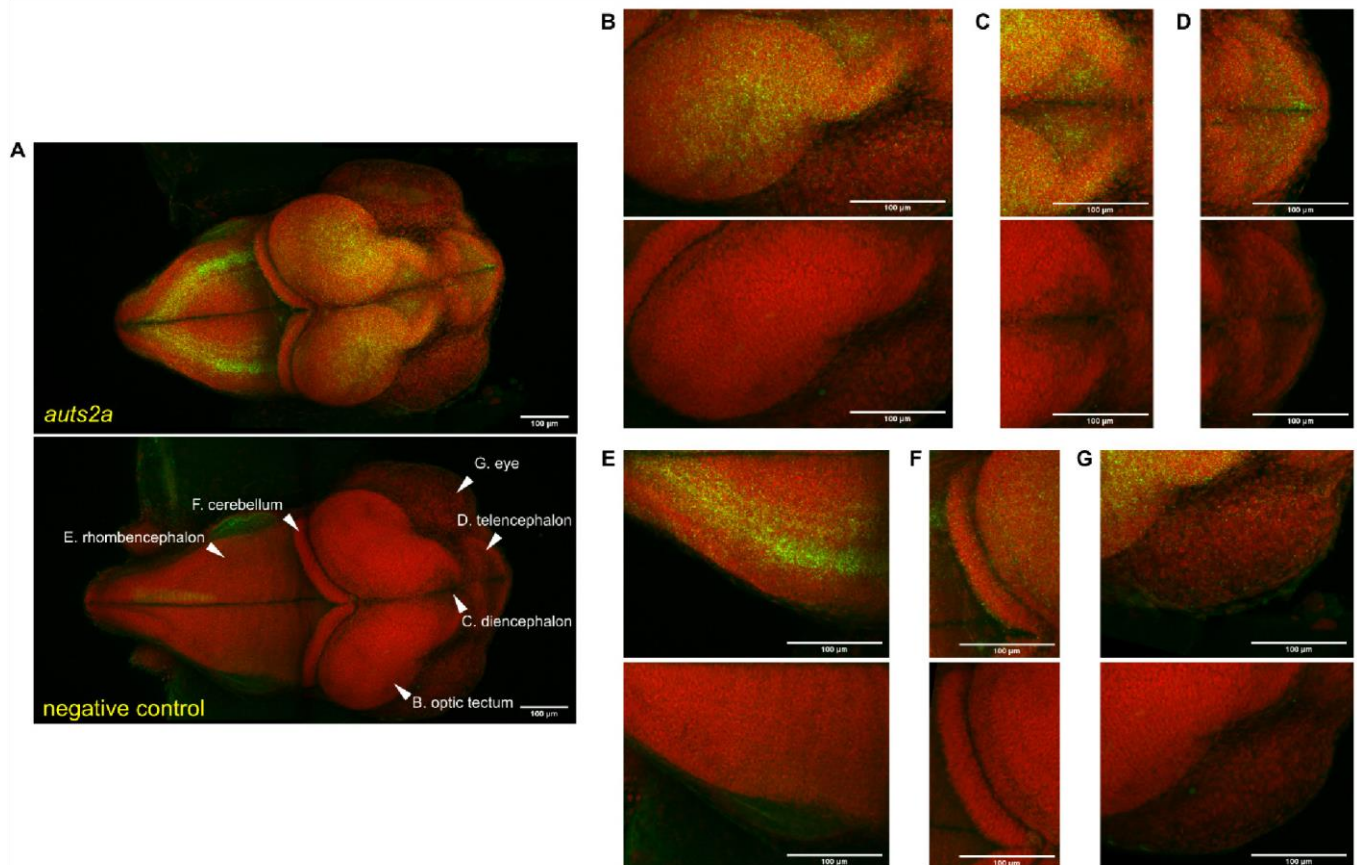 A
auts2a
100 µm
G. eye
F. cerebellum
D. telencephalon
E. rhombencephalon
C. diencephalon
B. optic tectum
negative control
100 µm
B
100 µm
100 µm
C
100 µm
100 µm
D
100 µm
100 µm
E
100 µm
100 µm
F
100 µm
100 µm
G
100 µm
100 µm